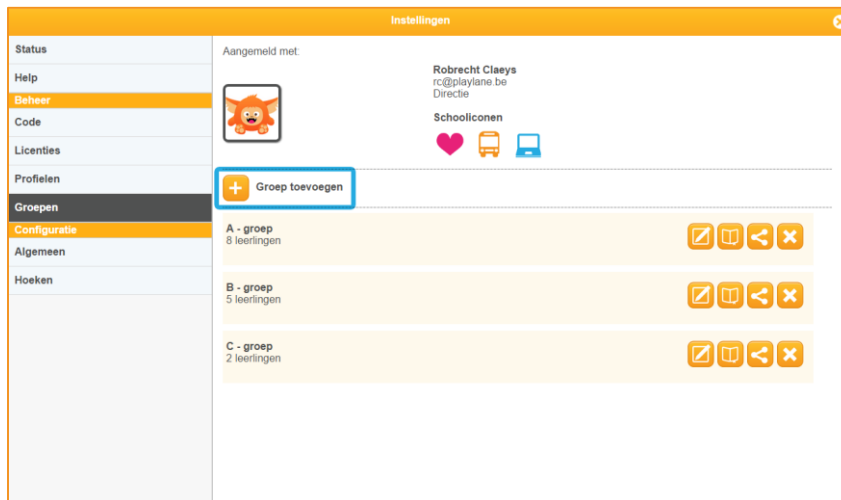 Instellingen
Status
Help
Beheer
Code
Licenties
Profielen
Groepen
Configuratie
Algemeen
Hoeken
Aangemeld met:
Robrecht Claeys
rc@playlane.be
Directie
Schooliconen
Groep toevoegen
A - groep
8 leerlingen
B - groep
5 leerlingen
C - groep
2 leerlingen